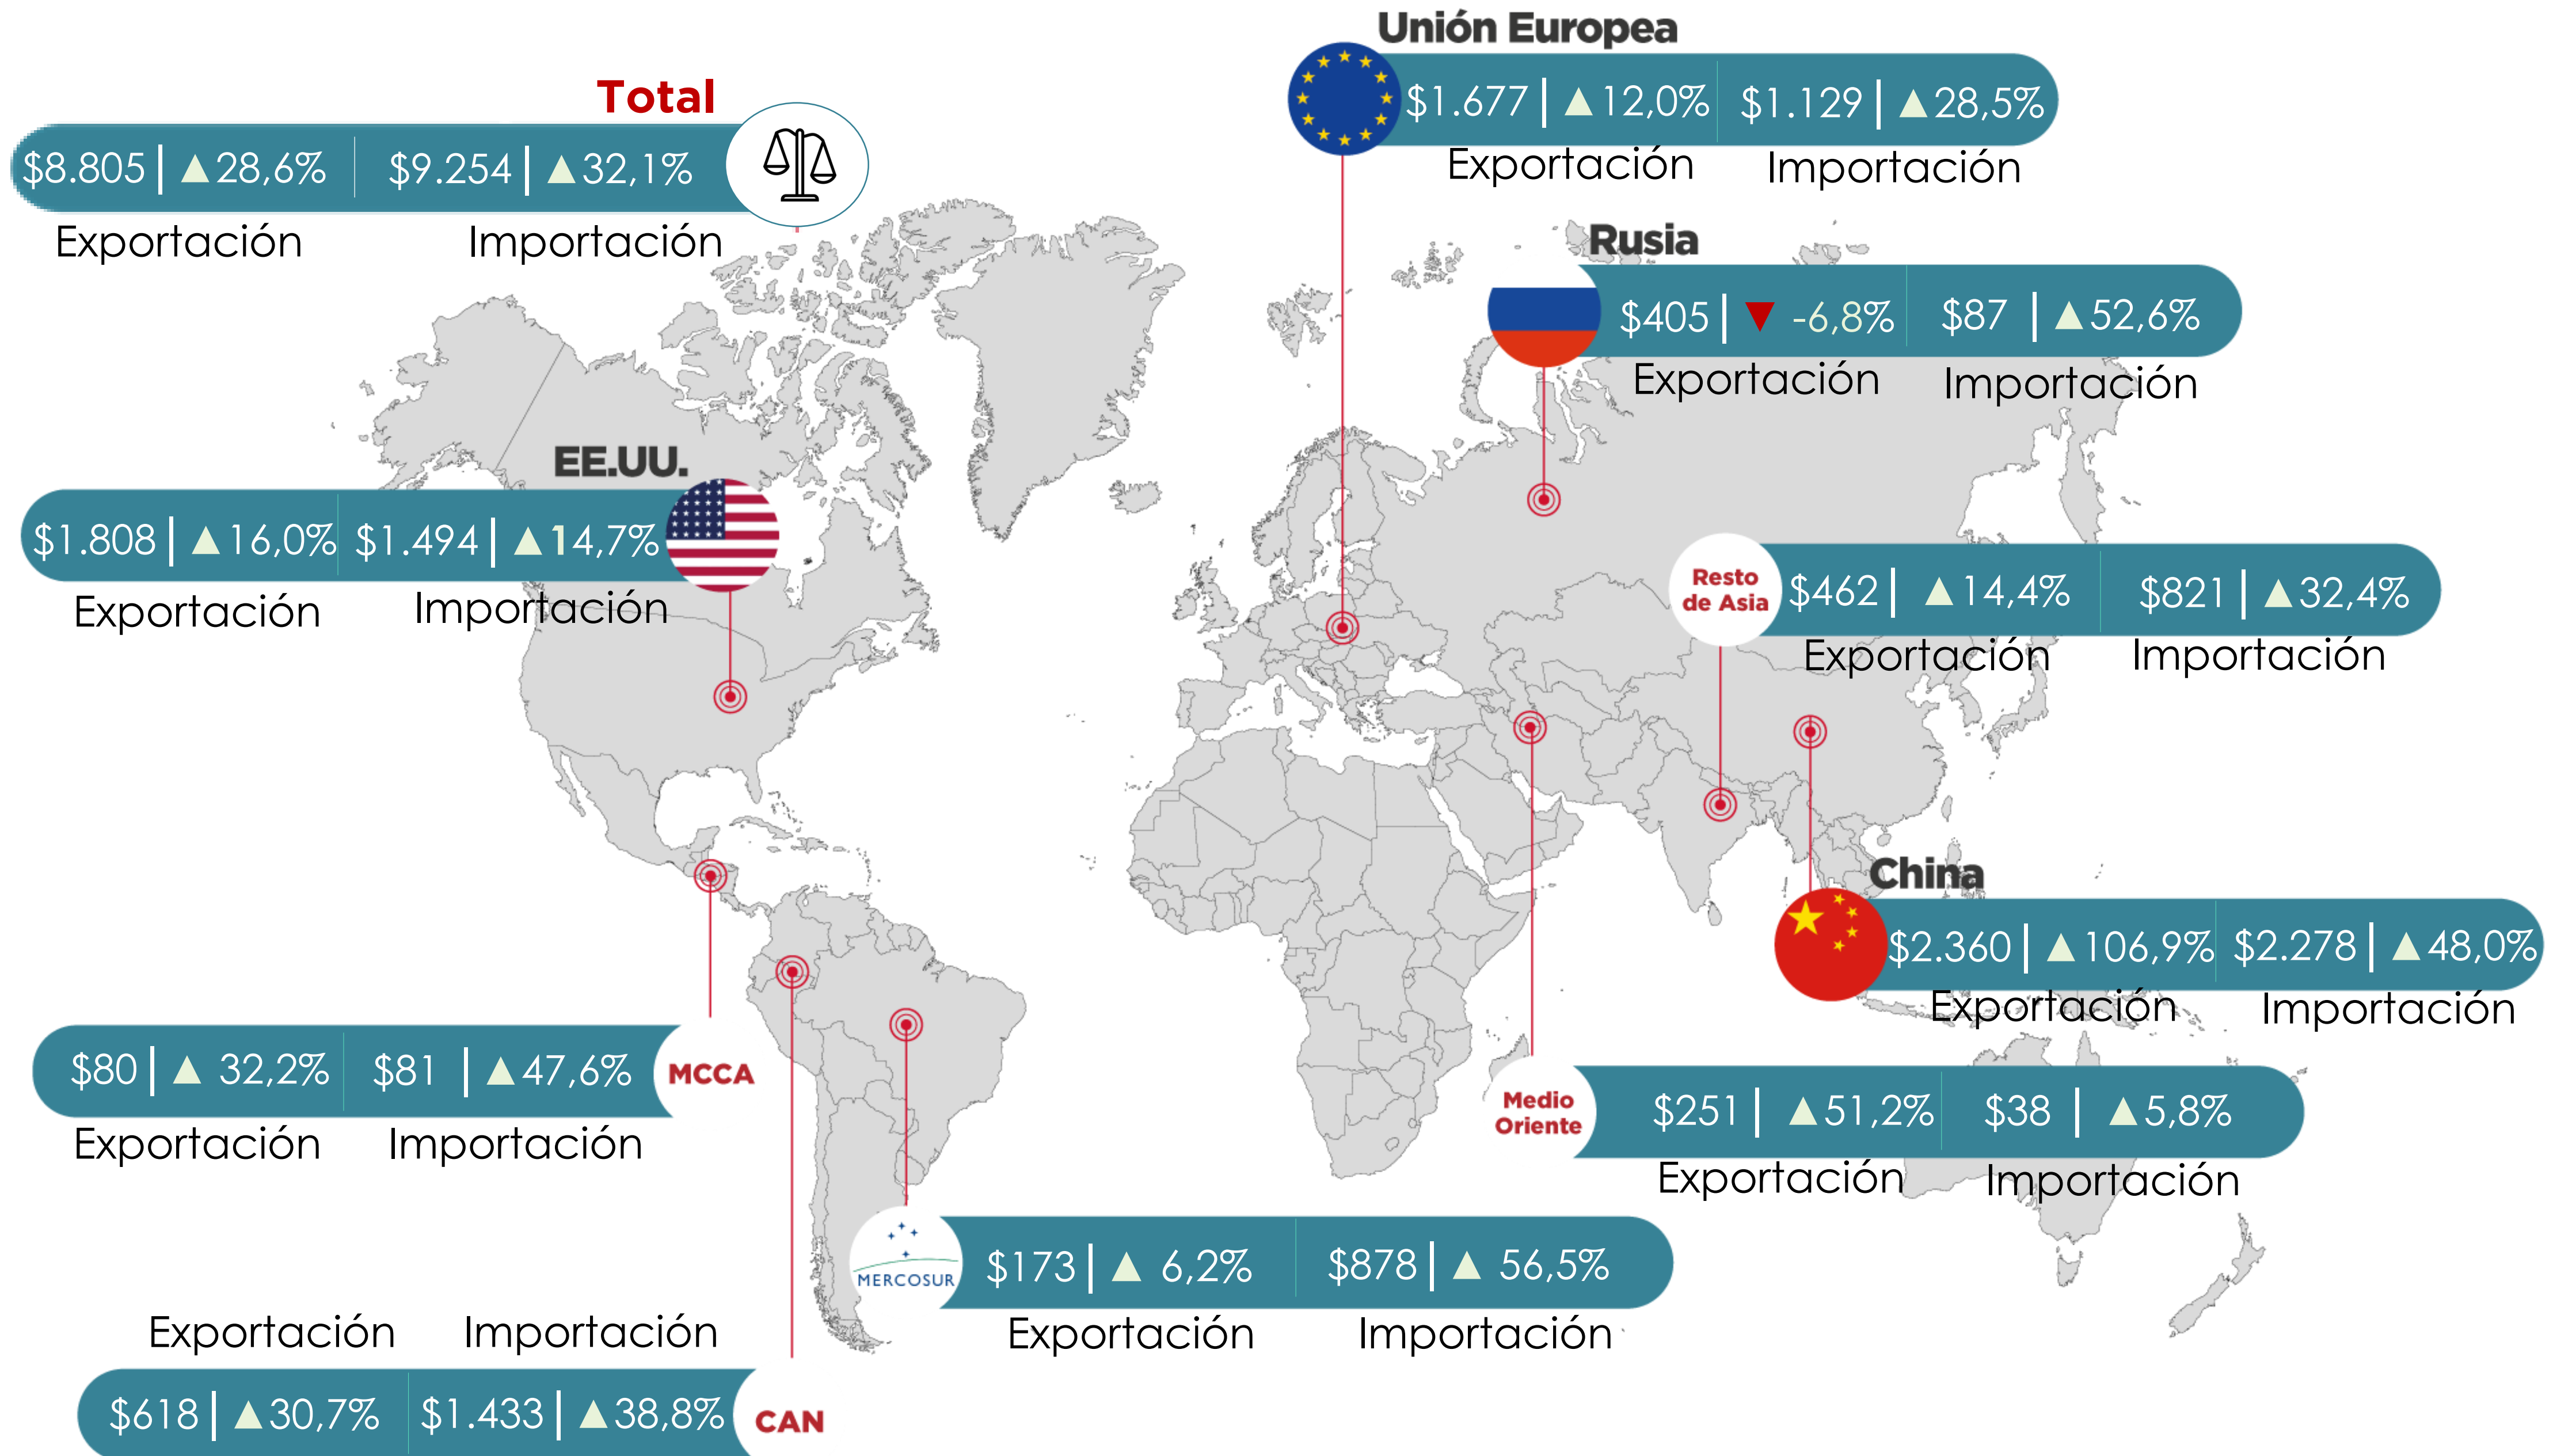 Unión Europea
$1.677 | ▲12,0% $1.129 | ▲28,5%
Exportación Importación
Total
$8.805 | ▲28,6% $9.254 | ▲32,1%
Exportación Importación
Rusia
$405 | ▼ -6,8% $87 | ▲52,6%
Exportación Importación
EE.UU.
$1.808 | ▲16,0% $1.494 | ▲14,7%
Exportación Importación
Resto
de Asia
$462 | ▲14,4% $821 | ▲32,4%
Exportación Importación
China
$2.360 | ▲106,9% $2.278 | ▲48,0%
Exportación Importación
$80 | ▲ 32,2% $81 | ▲47,6% MCCA
Exportación Importación
Medio
Oriente
$251 | ▲51,2% $38 | ▲5,8%
Exportación Importación
MERCOSUR
$173 | ▲ 6,2% $878 | ▲ 56,5%
Exportación Importación
Exportación Importación
$618 | ▲30,7% $1.433 | ▲38,8% CAN